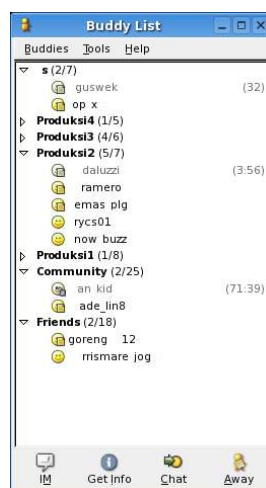 Buddy List
Buddies Tools Help
s (2/7)
guswek (32)
op x
Produksi4 (1/5)
Produksi3 (4/6)
Produksi2 (5/7)
daluzzi (3:56)
ramero
emas plg
rycs01
now buzz
Produksi1 (1/8)
Community (2/25)
an kid (71:39)
ade_lin8
Friends (2/18)
goreng 12
rrismare jog
IM Get Info Chat Away